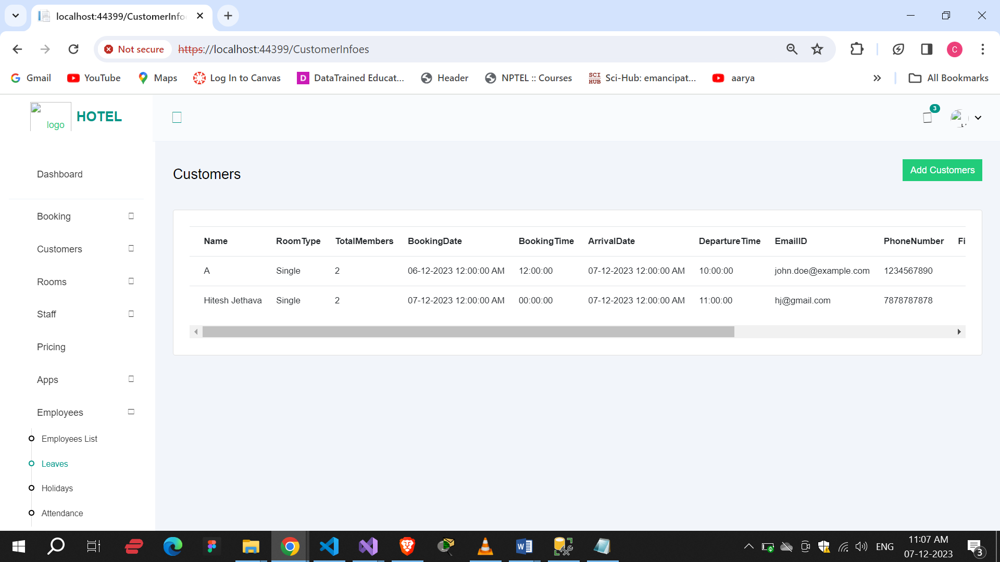 localhost:44399/CustomerInfo
Not secure https://localhost:44399/CustomerInfoes C
Gmail YouTube Maps Log In to Canvas D DataTrained Educat... Header NPTEL :: Courses SCI HUB Sci-Hub: emancipat... aarya » All Bookmarks
logo HOTEL 3
Dashboard
Customers Add Customers
Booking
Customers
Rooms
Staff
Pricing
Apps
Employees
Employees List
Leaves
Holidays
Attendance
Name RoomType TotalMembers BookingDate BookingTime ArrivalDate DepartureTime EmailID PhoneNumber Fi
A Single 2 06-12-2023 12:00:00 AM 12:00:00 07-12-2023 12:00:00 AM 10:00:00 john.doe@example.com 1234567890
Hitesh Jethava Single 2 07-12-2023 12:00:00 AM 00:00:00 07-12-2023 12:00:00 AM 11:00:00 hj@gmail.com 7878787878
ENG 11:07 AM 3
07-12-2023